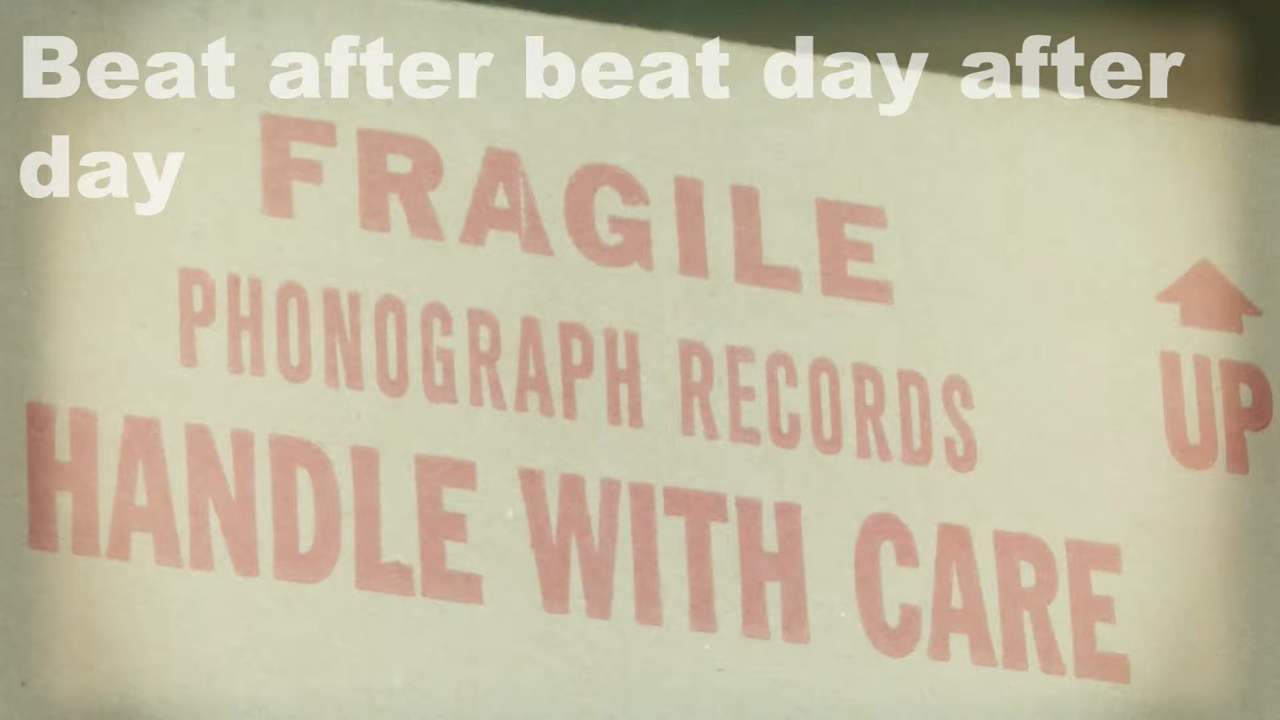 Beat after beat day after
day
FRAGILE
PHONOGRAPH RECORDS
HANDLE WITH CARE
UP